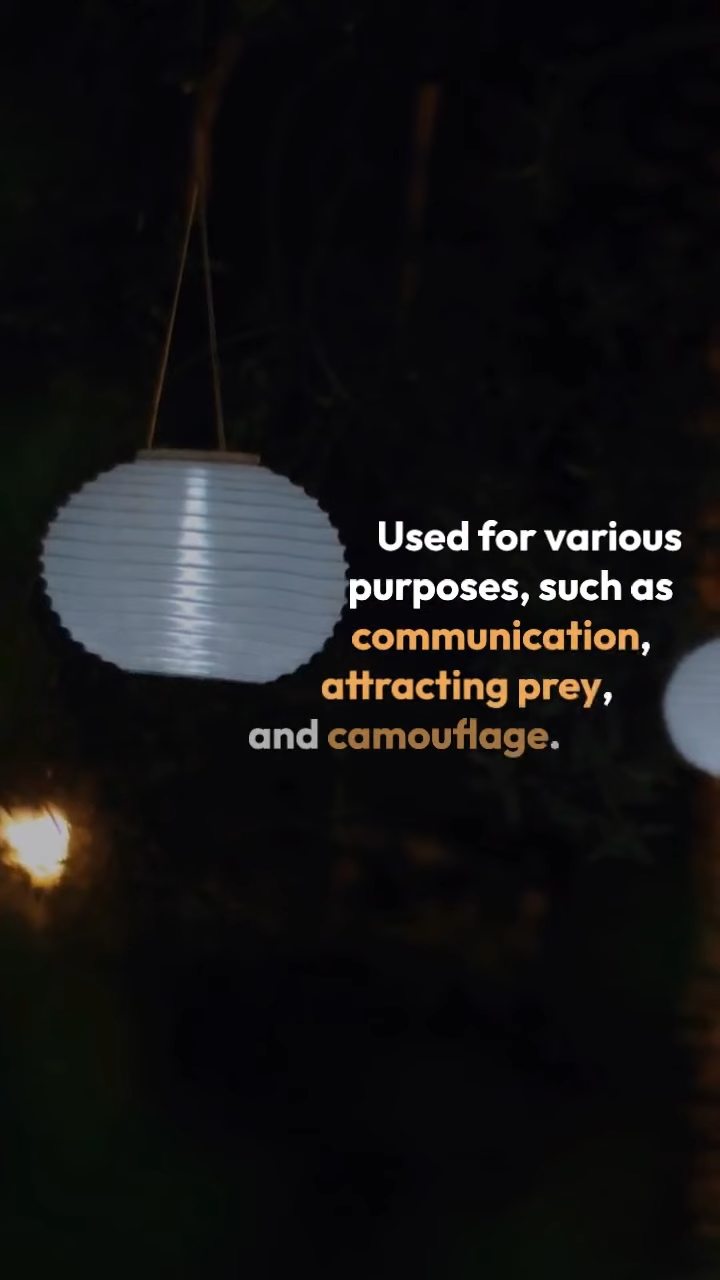 Used for various
purposes, such as
communication,
attracting prey,
and camouflage.